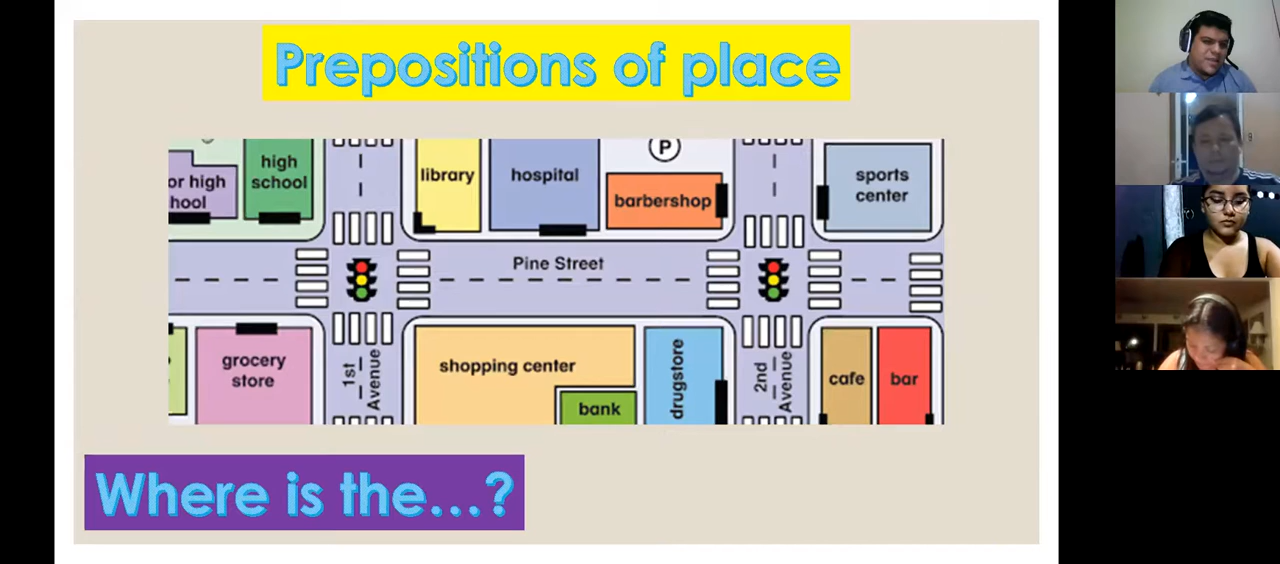 Prepositions of place
high
school
or high
hool
library
hospital
P
barbershop
sports
center
Pine Street
grocery
store
1st
Avenue
shopping center
bank
drugstore
2nd
Avenue
cafe
bar
Where is the...?